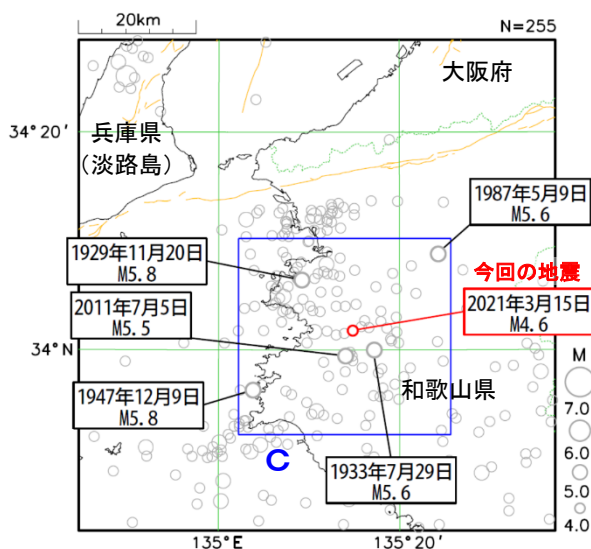 20km
N=255
大阪府
34°20′
兵庫県
(淡路島)
1987年5月9日
M5.6
1929年11月20日
M5.8
今回の地震
2021年3月15日
M4.6
2011年7月5日
M5.5
34°N
M
1947年12月9日
M5.8
和歌山県
7.0
6.0
5.0
4.0
C
1933年7月29日
M5.6
135°E
135°20′